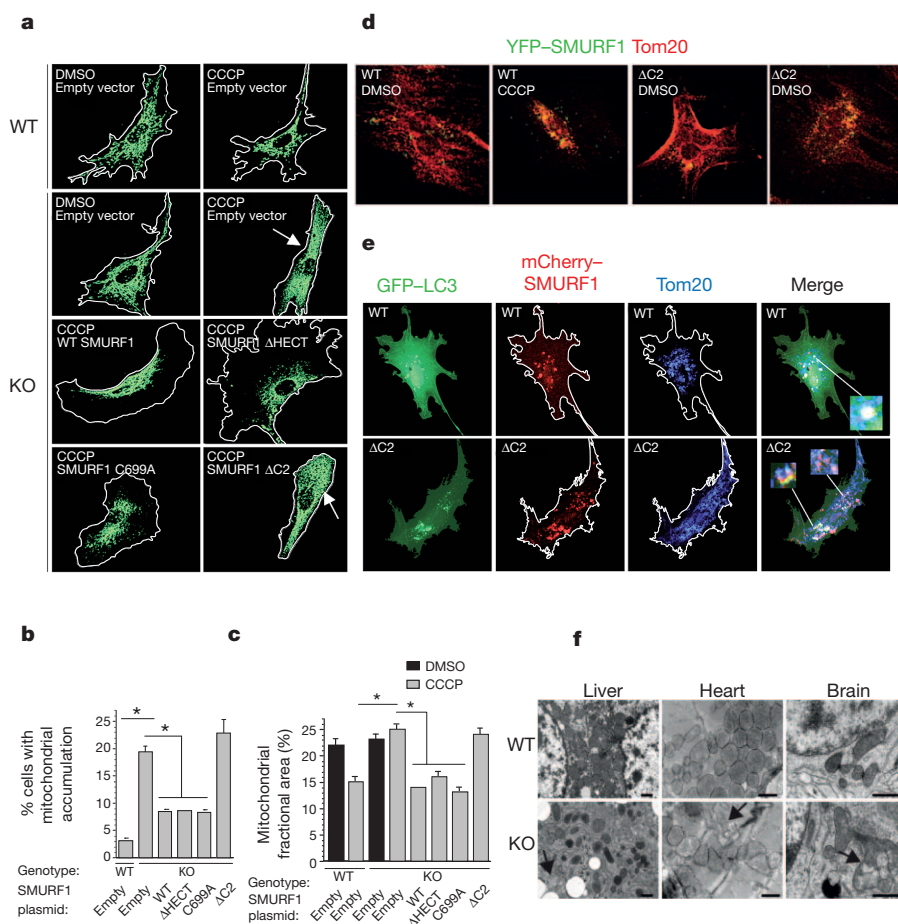 a
WT
KO
DMSO
Empty vector
CCCP
Empty vector
DMSO
Empty vector
CCCP
Empty vector
CCCP
WT SMURF1
CCCP
SMURF1 ΔHECT
CCCP
SMURF1 C699A
CCCP
SMURF1 ΔC2
d
YFP–SMURF1 Tom20
WT
DMSO
WT
CCCP
ΔC2
DMSO
ΔC2
DMSO
e
GFP–LC3
mCherry–
SMURF1
Tom20
Merge
WT
WT
WT
WT
ΔC2
ΔC2
ΔC2
ΔC2
b
% cells with
mitochondrial
accumulation
25
20
15
10
5
0
*
*
Genotype:
WT
KO
SMURF1
plasmid:
Empty
Empty
WT
ΔHECT
C699A
ΔC2
c
DMSO
CCCP
Mitochondrial
fractional area (%)
25
20
15
10
5
0
*
*
Genotype:
WT
KO
SMURF1
plasmid:
Empty
Empty
Empty
Empty
WT
ΔHECT
C699A
ΔC2
f
Liver
Heart
Brain
WT
KO